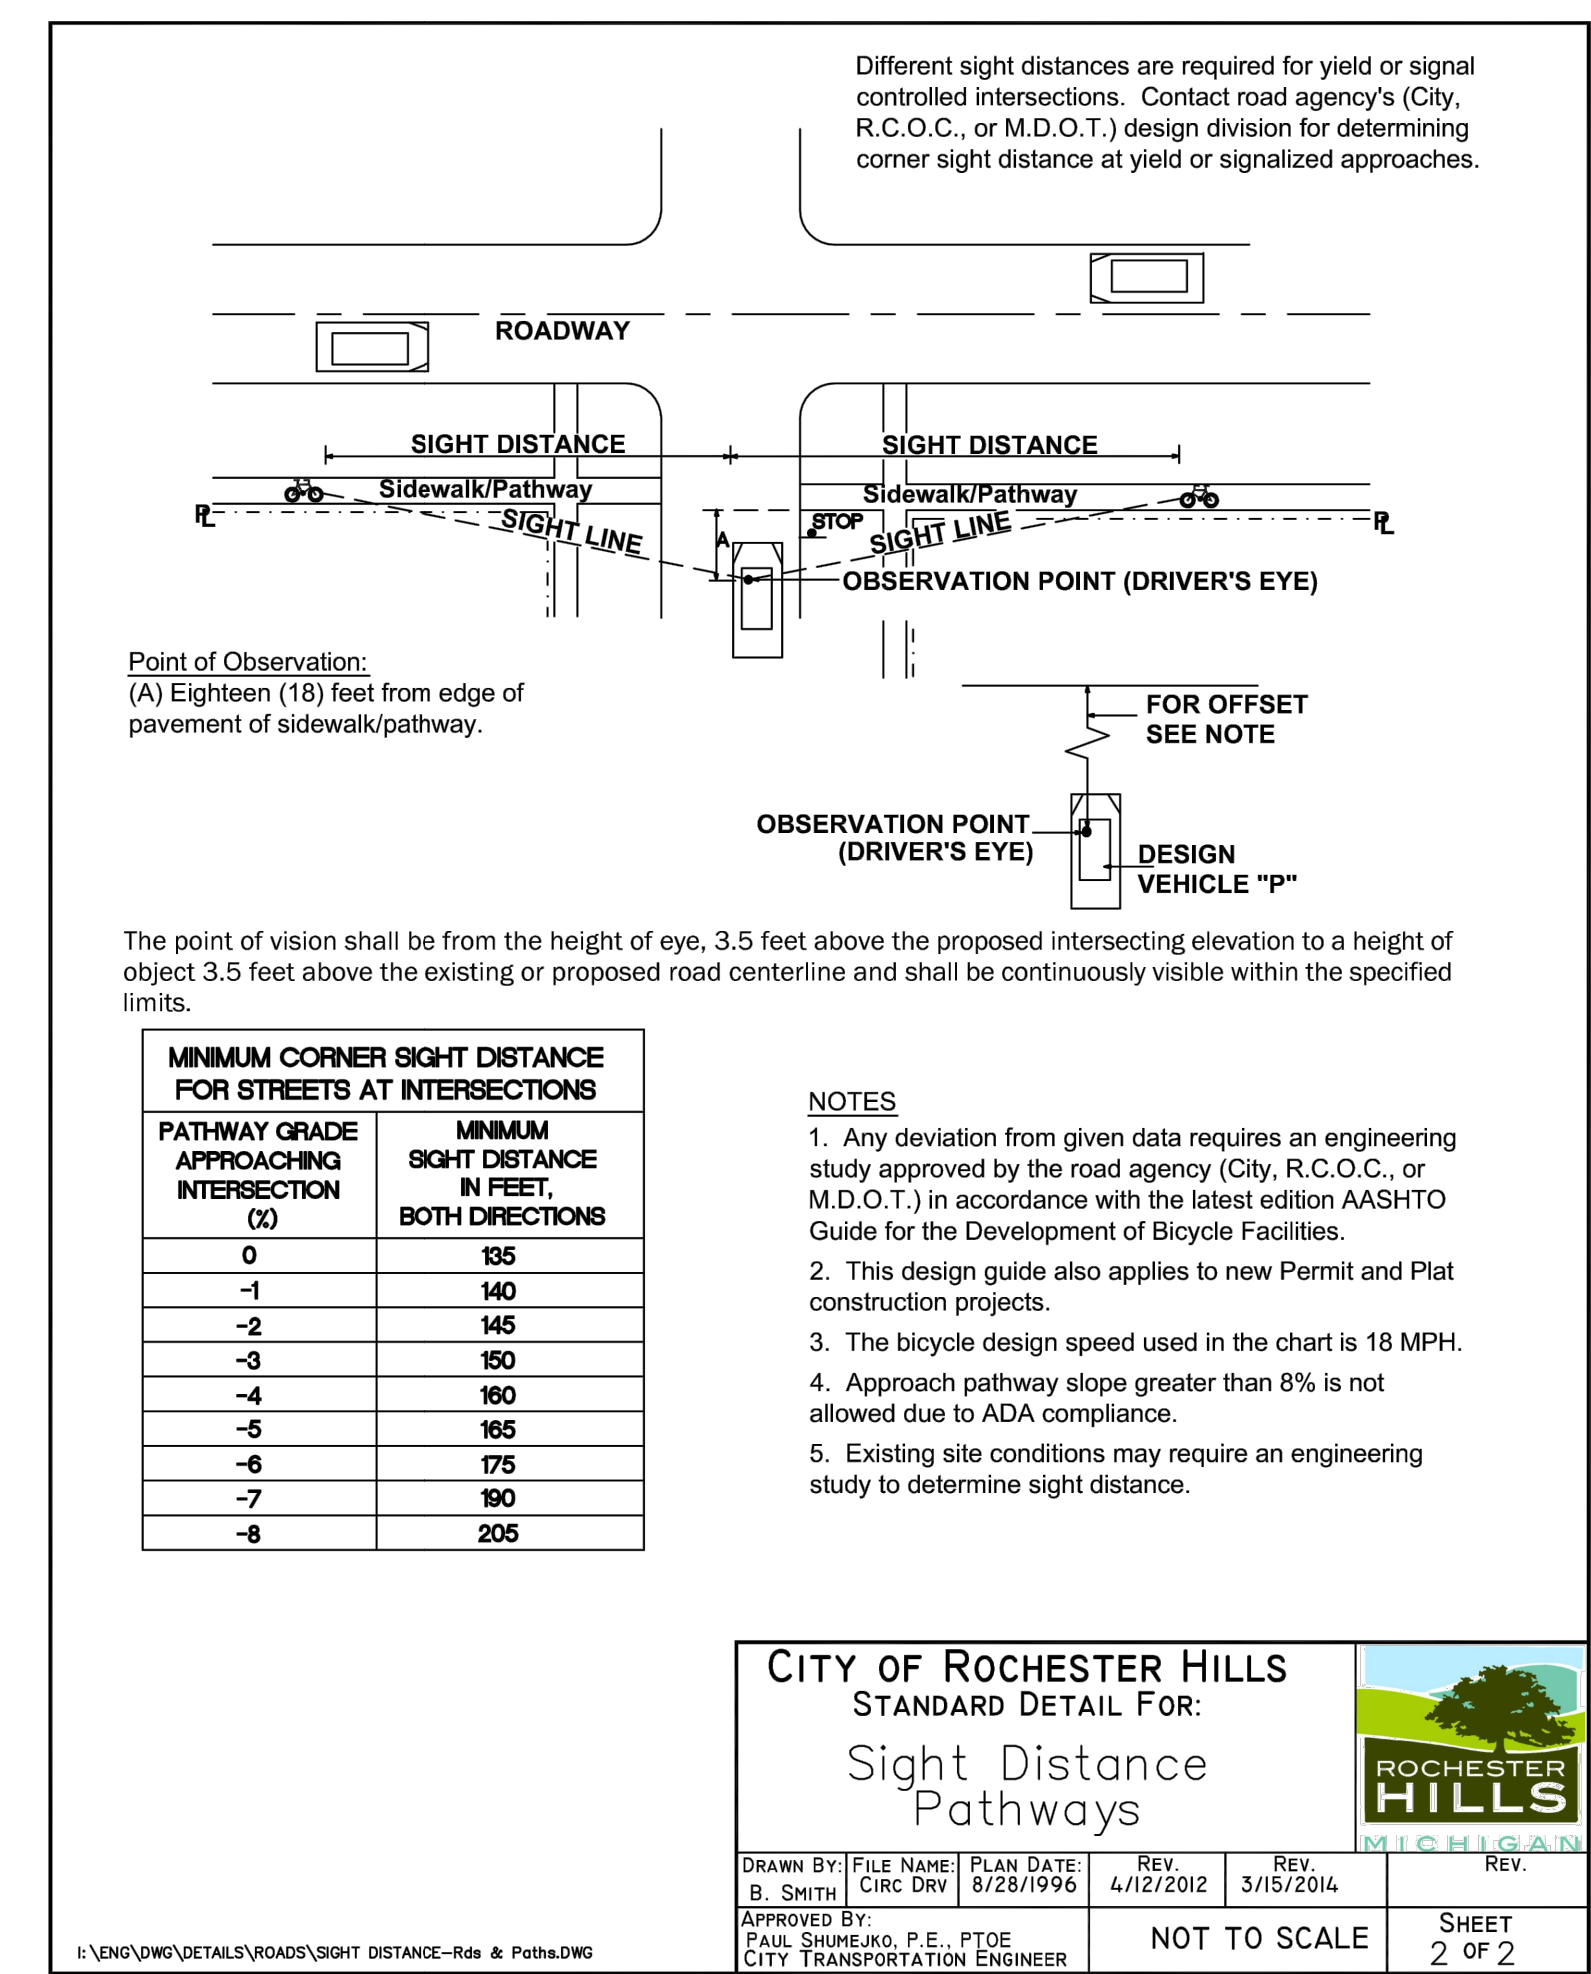 Different sight distances are required for yield or signal
controlled intersections. Contact road agency's (City,
R.C.O.C., or M.D.O.T.) design division for determining
corner sight distance at yield or signalized approaches.
ROADWAY
SIGHT DISTANCE
SIGHT DISTANCE
Sidewalk/Pathway
Sidewalk/Pathway
PL
SIGHT LINE
A
STOP
SIGHT LINE
PL
OBSERVATION POINT (DRIVER'S EYE)
Point of Observation:
(A) Eighteen (18) feet from edge of
pavement of sidewalk/pathway.
FOR OFFSET
SEE NOTE
OBSERVATION POINT
(DRIVER'S EYE)
DESIGN
VEHICLE "P"
The point of vision shall be from the height of eye, 3.5 feet above the proposed intersecting elevation to a height of
object 3.5 feet above the existing or proposed road centerline and shall be continuously visible within the specified
limits.
MINIMUM CORNER SIGHT DISTANCE
FOR STREETS AT INTERSECTIONS
PATHWAY GRADE
APPROACHING
INTERSECTION
(%)
MINIMUM
SIGHT DISTANCE
IN FEET,
BOTH DIRECTIONS
0 135
-1 140
-2 145
-3 150
-4 160
-5 165
-6 175
-7 190
-8 205
NOTES
1. Any deviation from given data requires an engineering
study approved by the road agency (City, R.C.O.C., or
M.D.O.T.) in accordance with the latest edition AASHTO
Guide for the Development of Bicycle Facilities.
2. This design guide also applies to new Permit and Plat
construction projects.
3. The bicycle design speed used in the chart is 18 MPH.
4. Approach pathway slope greater than 8% is not
allowed due to ADA compliance.
5. Existing site conditions may require an engineering
study to determine sight distance.
CITY OF ROCHESTER HILLS
STANDARD DETAIL FOR:
Sight Distance
Pathways
ROCHESTER
HILLS
MICHIGAN
DRAWN BY:
B. SMITH
FILE NAME:
CIRC DRV
PLAN DATE:
8/28/1996
REV.
4/12/2012
REV.
3/15/2014
REV.
APPROVED BY:
PAUL SHUMEJKO, P.E., PTOE
CITY TRANSPORTATION ENGINEER
NOT TO SCALE
SHEET
2 OF 2
I:\ENG\DWG\DETAILS\ROADS\SIGHT DISTANCE-Rds & Paths.DWG